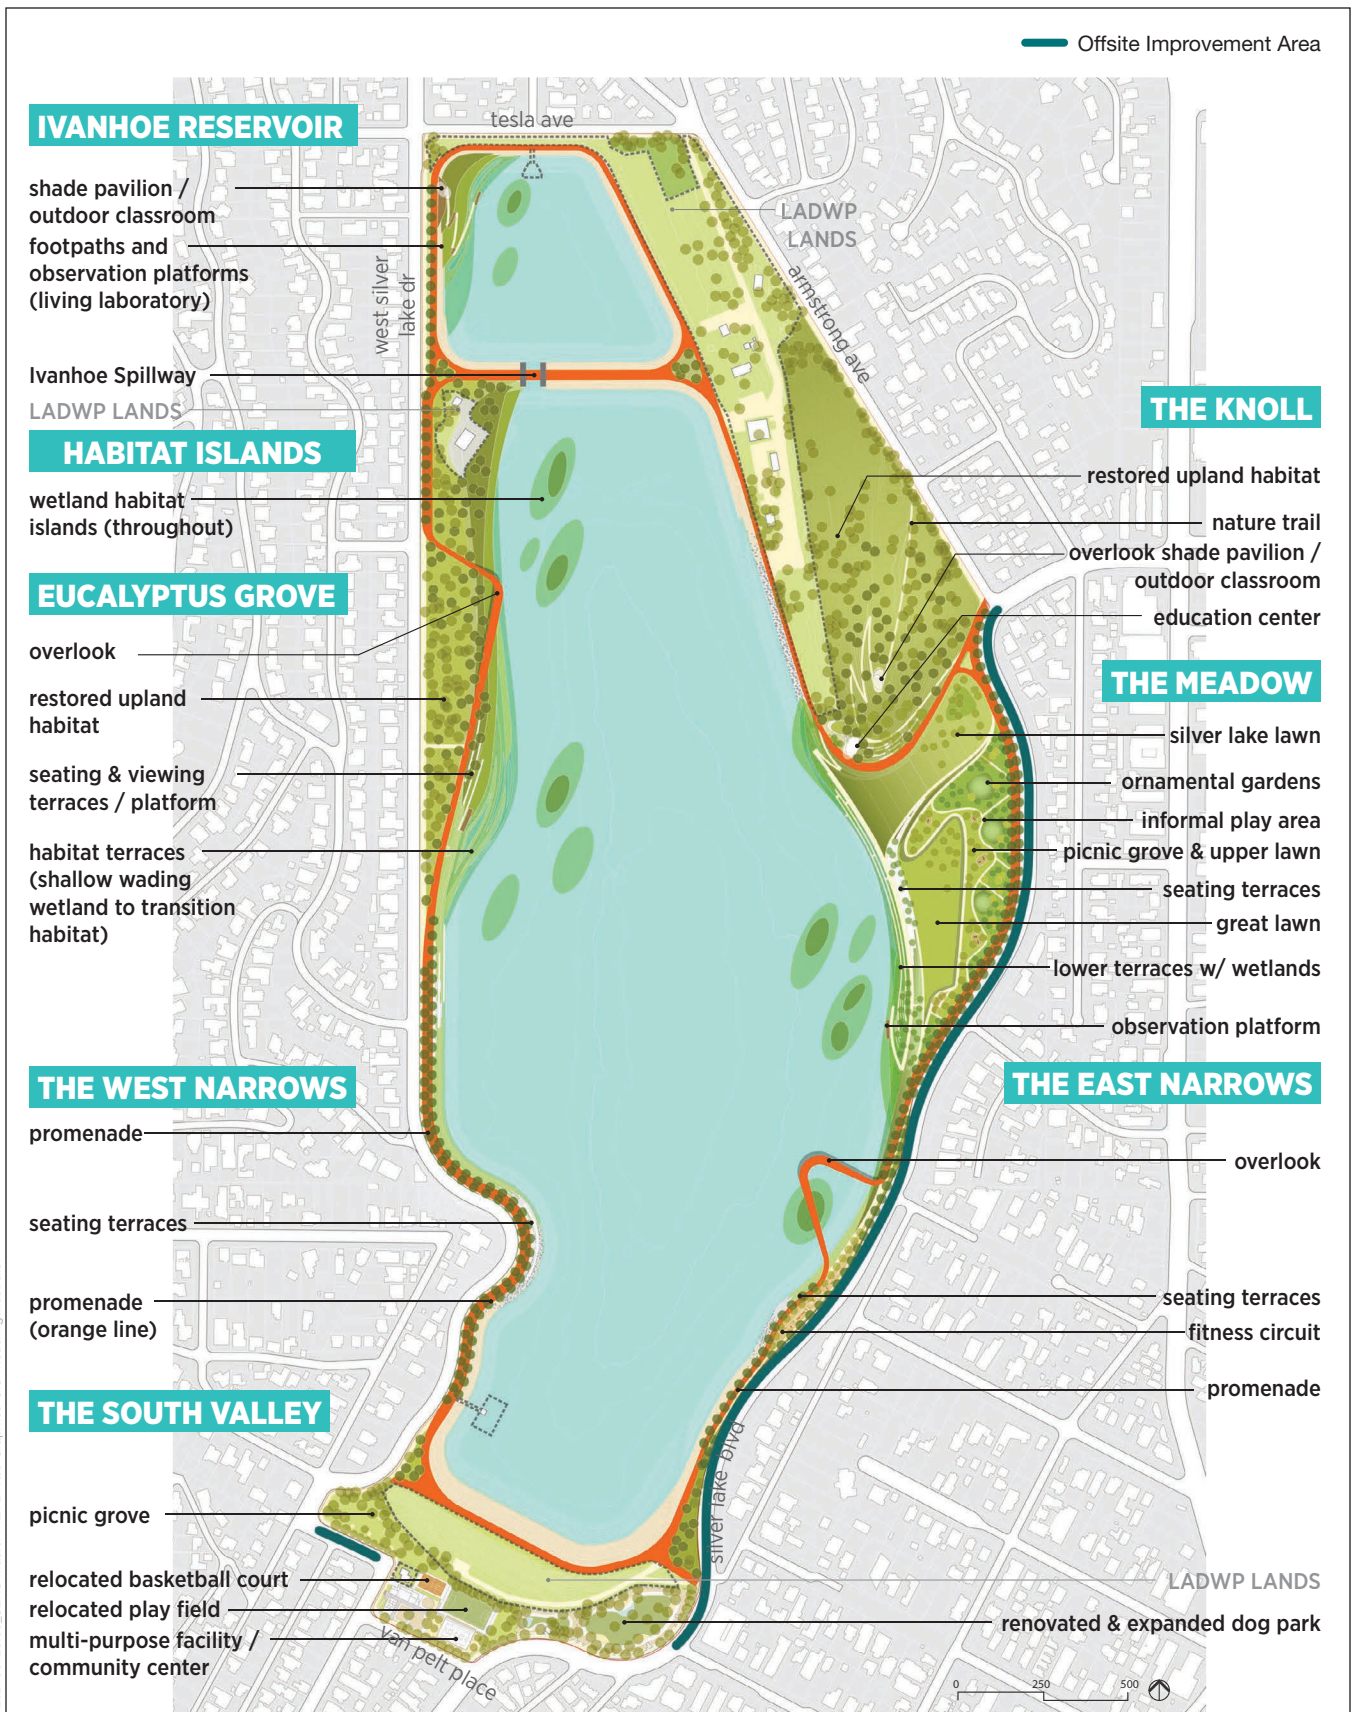 Offsite Improvement Area
tesla ave
IVANHOE RESERVOIR
shade pavilion /
outdoor classroom
footpaths and
observation platforms
(living laboratory)
west silver
lake dr
LADWP
LANDS
armstrong ave
Ivanhoe Spillway
LADWP LANDS
HABITAT ISLANDS
wetland habitat
islands (throughout)
EUCALYPTUS GROVE
overlook
restored upland
habitat
seating & viewing
terraces / platform
habitat terraces
(shallow wading
wetland to transition
habitat)
THE WEST NARROWS
promenade
seating terraces
promenade
(orange line)
THE SOUTH VALLEY
picnic grove
relocated basketball court
relocated play field
multi-purpose facility /
community center
van pelt place
THE KNOLL
restored upland habitat
nature trail
overlook shade pavilion /
outdoor classroom
education center
THE MEADOW
silver lake lawn
ornamental gardens
informal play area
picnic grove & upper lawn
seating terraces
great lawn
lower terraces w/ wetlands
observation platform
THE EAST NARROWS
overlook
seating terraces
fitness circuit
promenade
silver lake blvd
LADWP LANDS
renovated & expanded dog park
0 250 500